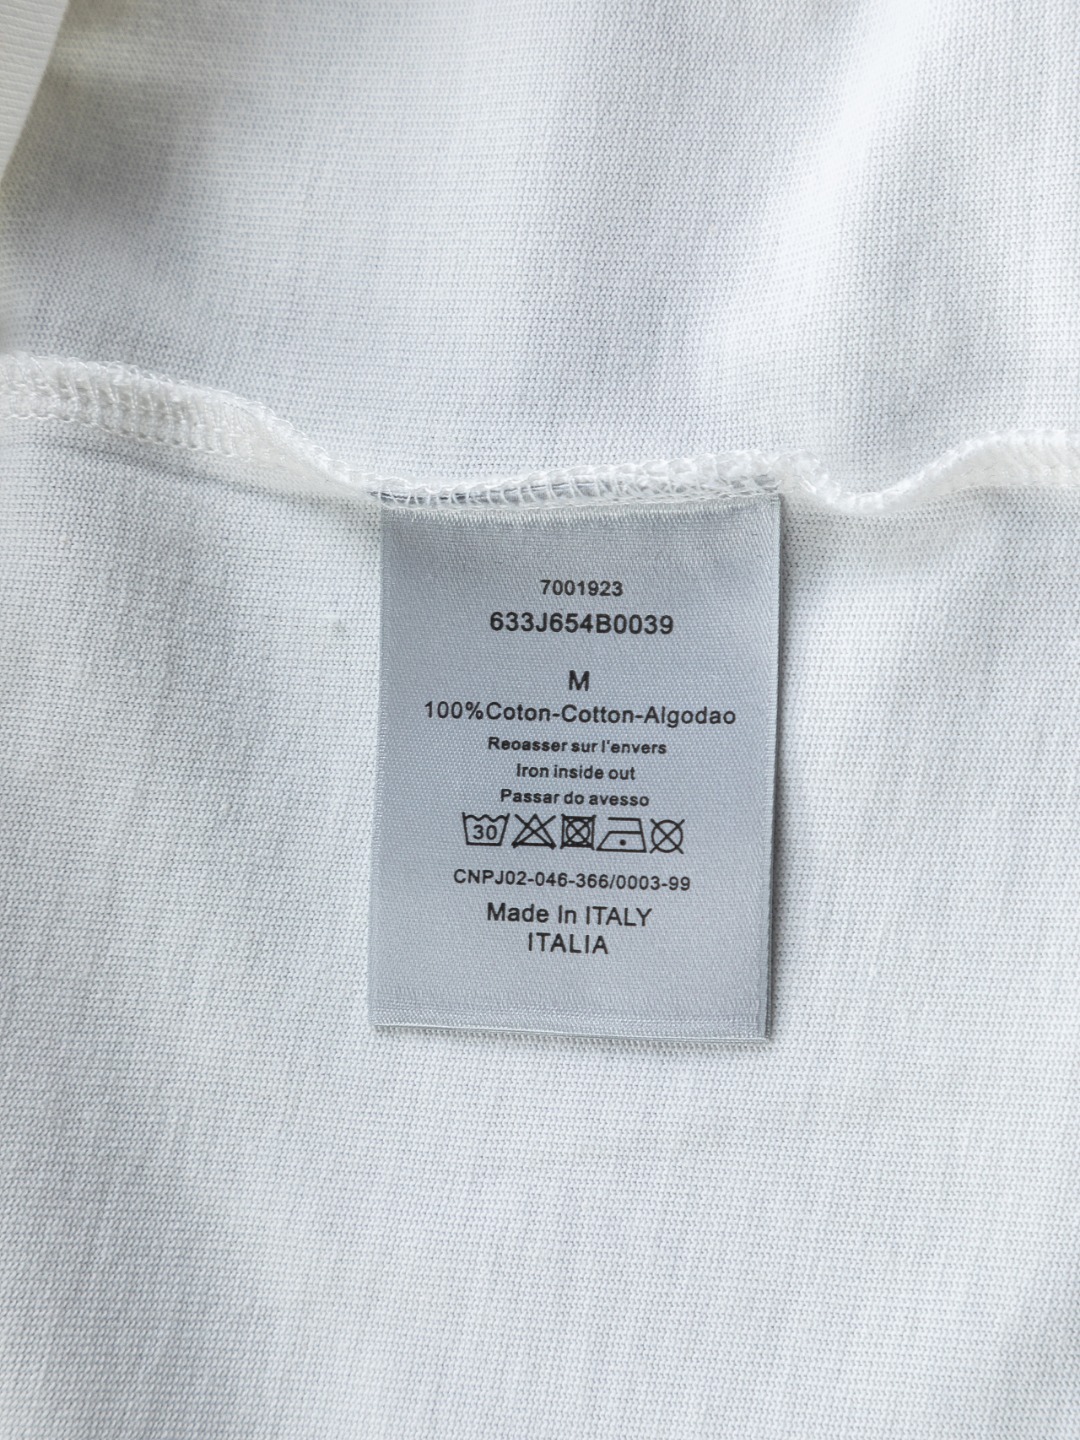 7001923
633J654B0039
M
100%Coton-Cotton-Algodao
Reoasser sur l'envers
Iron inside out
Passar do avesso
30
CNPJ02-046-366/0003-99
Made In ITALY
ITALIA